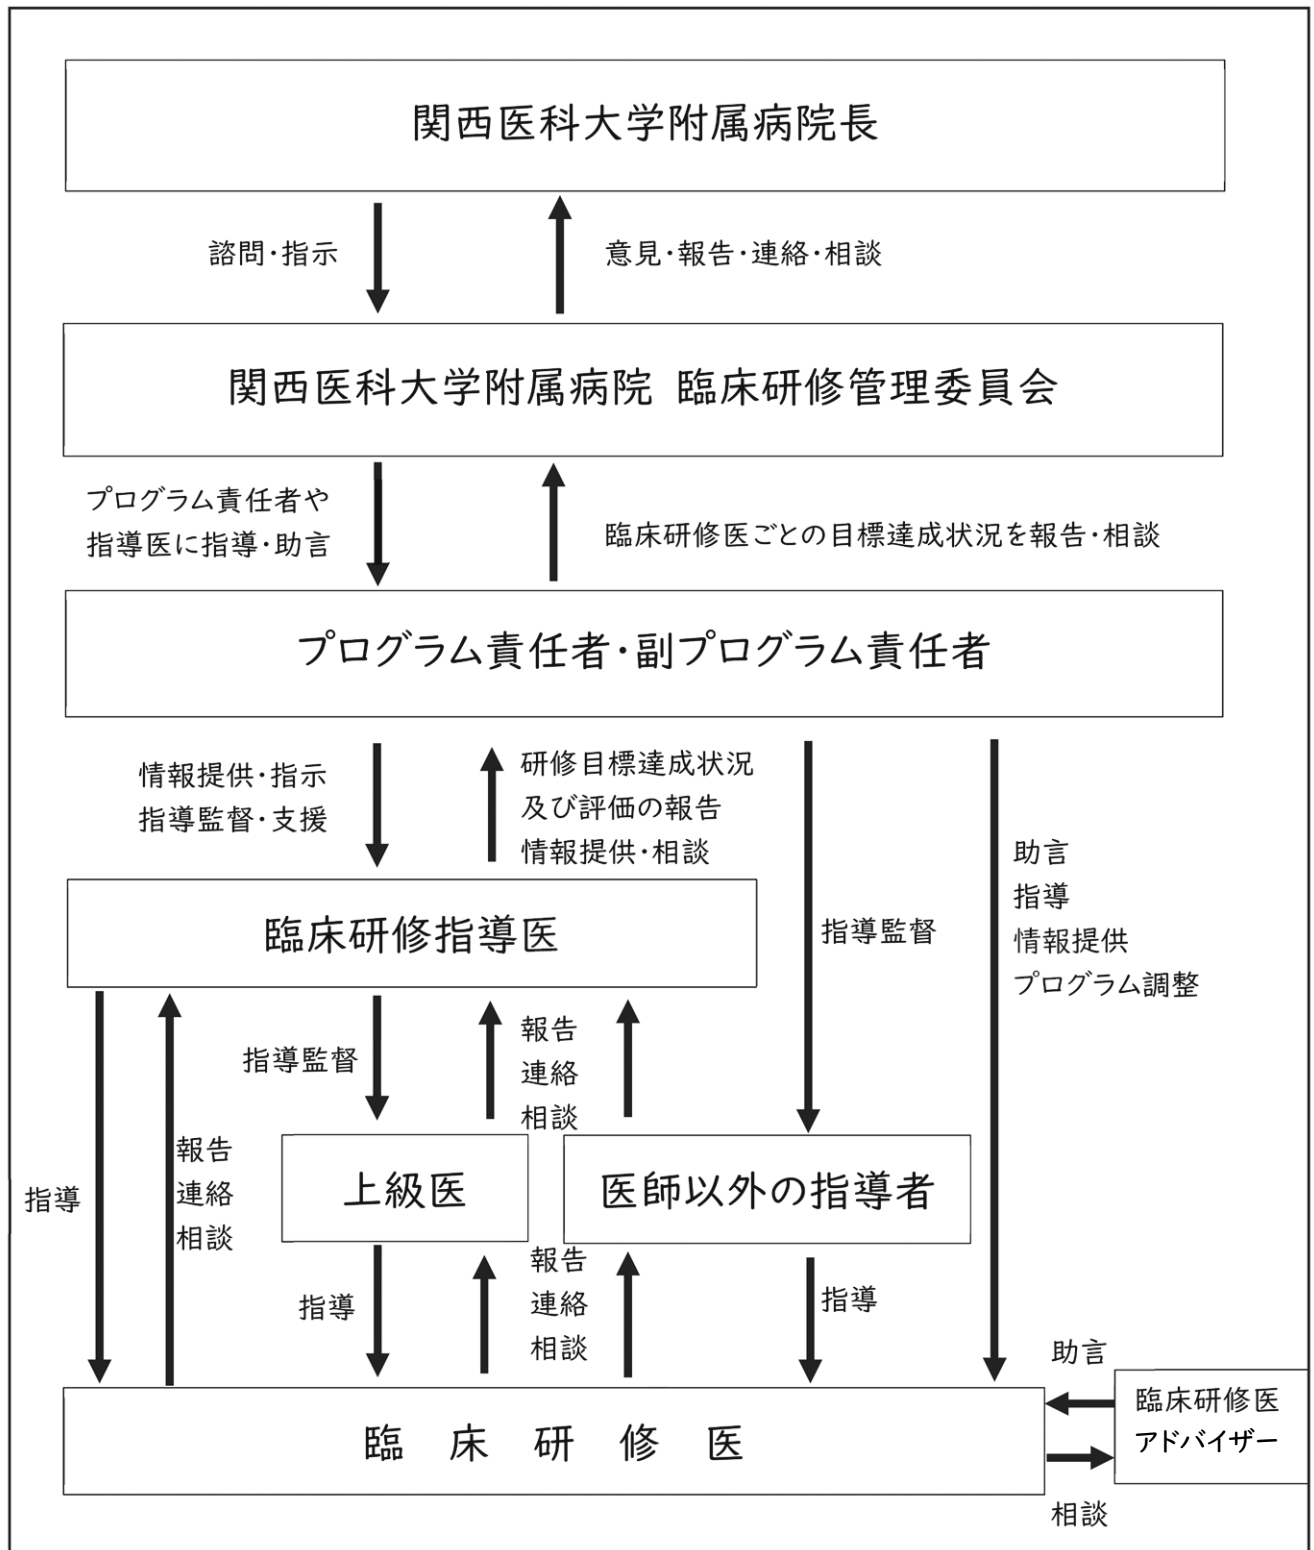 関西医科大学附属病院長
諮問・指示
意見・報告・連絡・相談
関西医科大学附属病院 臨床研修管理委員会
プログラム責任者や
指導医に指導・助言
臨床研修医ごとの目標達成状況を報告・相談
プログラム責任者・副プログラム責任者
情報提供・指示
指導監督・支援
研修目標達成状況
及び評価の報告
情報提供・相談
指導監督
助言
指導
情報提供
プログラム調整
臨床研修指導医
指導
報告
連絡
相談
指導監督
報告
連絡
相談
上級医
医師以外の指導者
指導
報告
連絡
相談
指導
臨床研修医
助言
臨床研修医
アドバイザー
相談